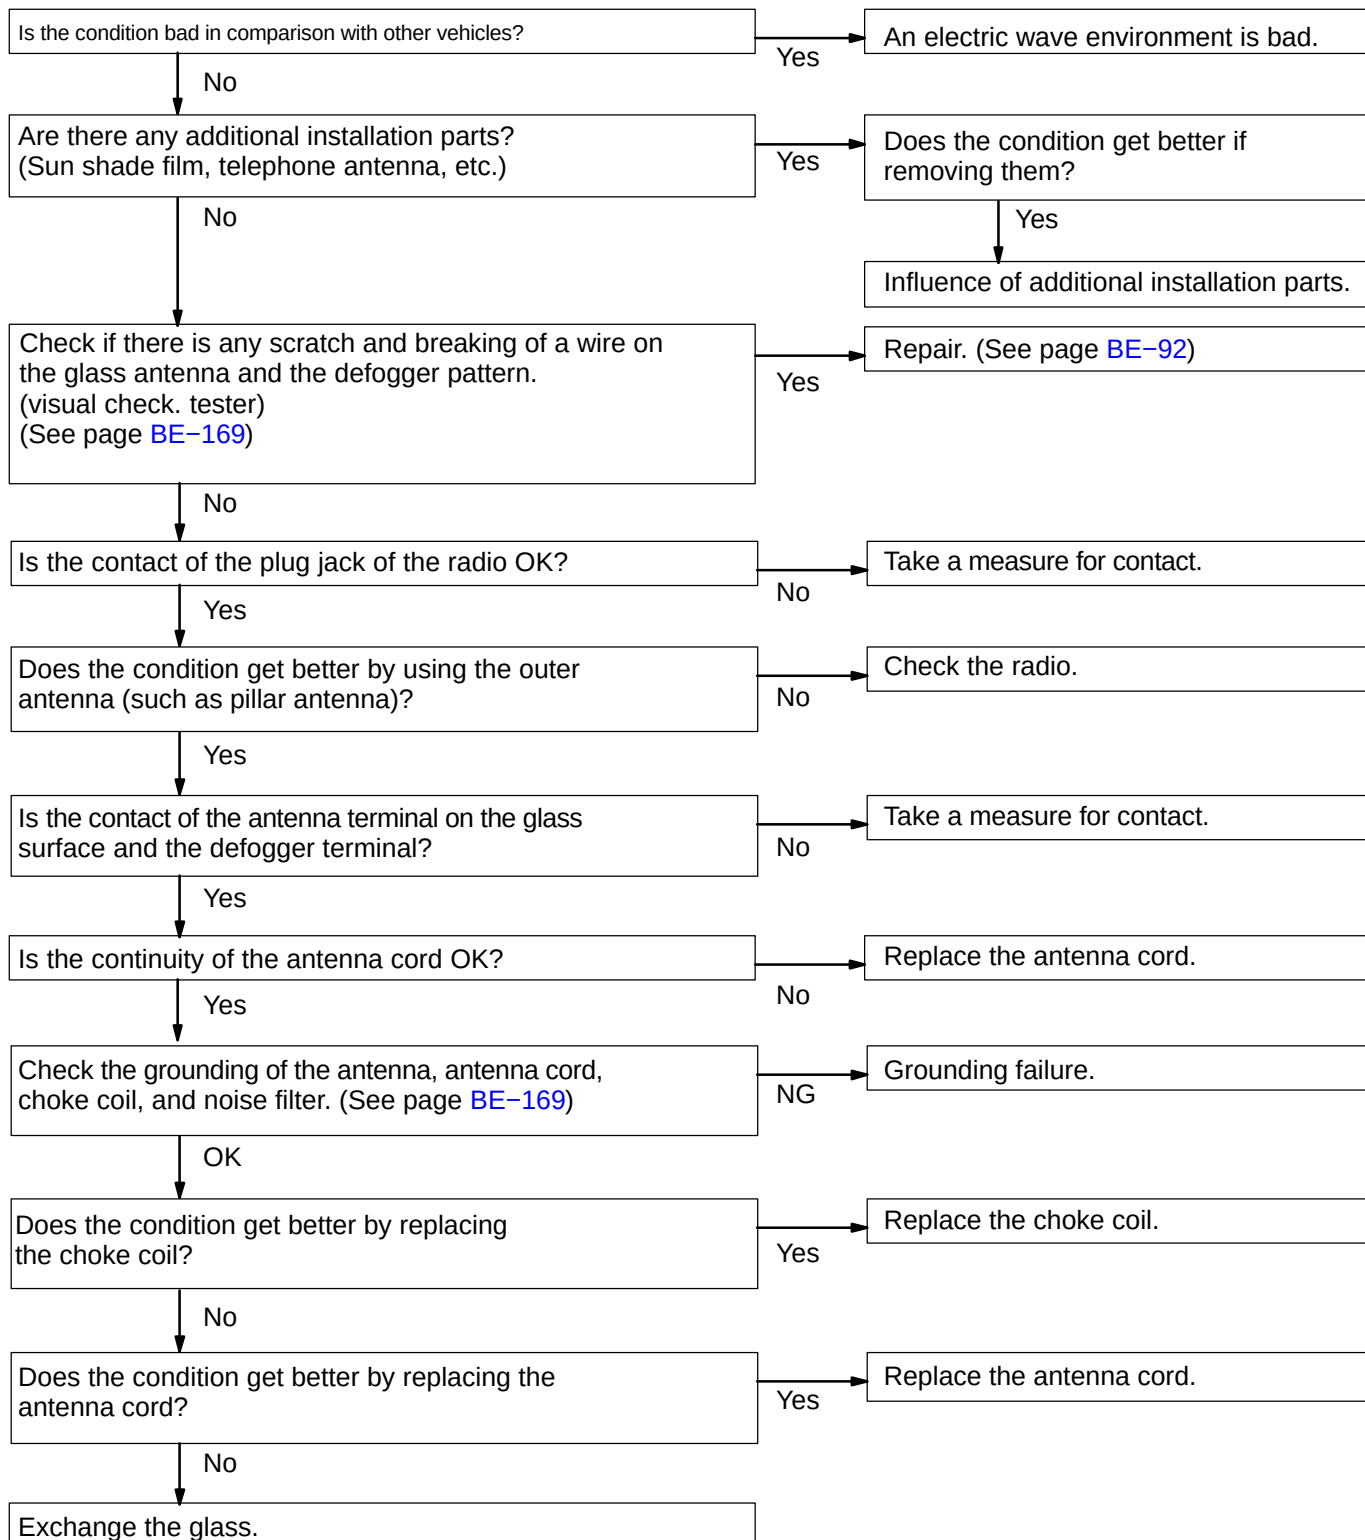 Is the condition bad in comparison with other vehicles?
Yes
An electric wave environment is bad.
No
Are there any additional installation parts?
(Sun shade film, telephone antenna, etc.)
Yes
Does the condition get better if
removing them?
Yes
Influence of additional installation parts.
No
Check if there is any scratch and breaking of a wire on
the glass antenna and the defogger pattern.
(visual check. tester)
(See page BE−169)
Yes
Repair. (See page BE−92)
No
Is the contact of the plug jack of the radio OK?
No
Take a measure for contact.
Yes
Does the condition get better by using the outer
antenna (such as pillar antenna)?
No
Check the radio.
Yes
Is the contact of the antenna terminal on the glass
surface and the defogger terminal?
No
Take a measure for contact.
Yes
Is the continuity of the antenna cord OK?
No
Replace the antenna cord.
Yes
Check the grounding of the antenna, antenna cord,
choke coil, and noise filter. (See page BE−169)
NG
Grounding failure.
OK
Does the condition get better by replacing
the choke coil?
Yes
Replace the choke coil.
No
Does the condition get better by replacing the
antenna cord?
Yes
Replace the antenna cord.
No
Exchange the glass.